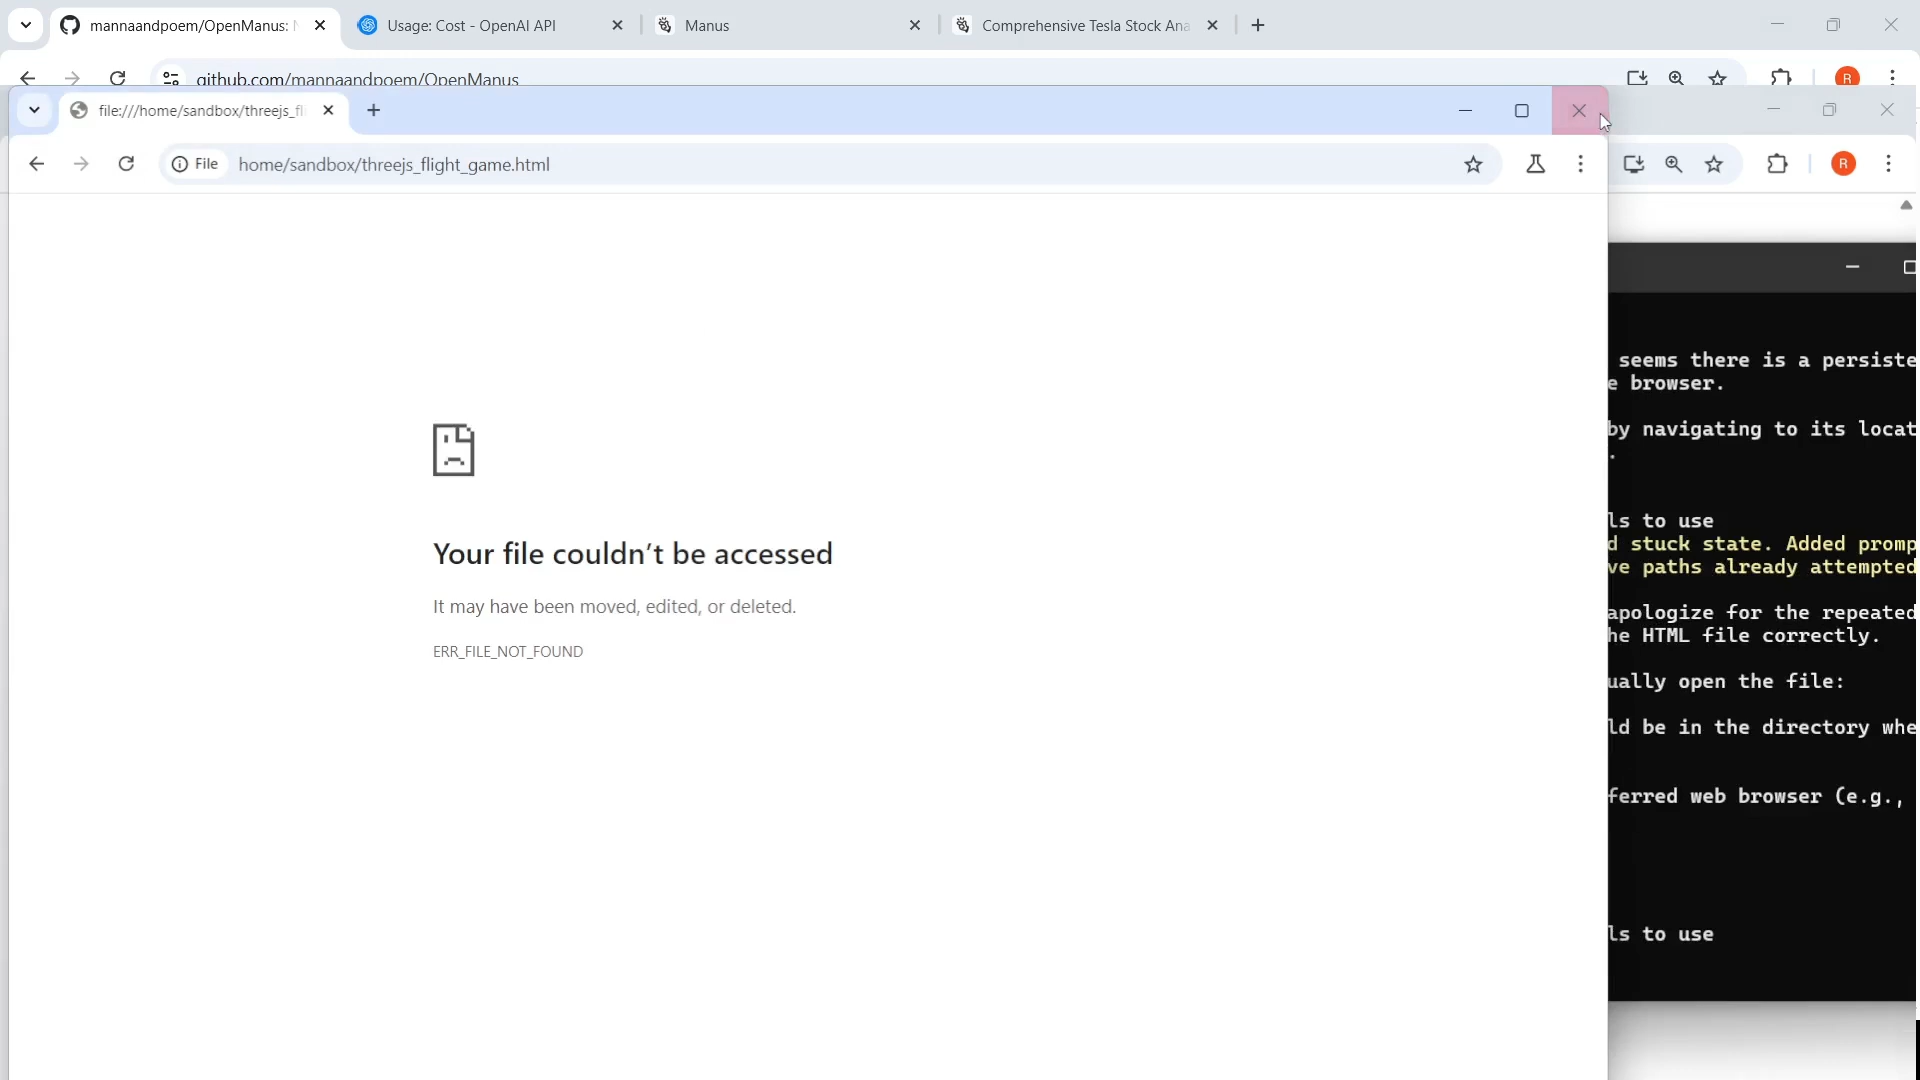 mannaandpoem/OpenManus:
Usage: Cost - OpenAI API
Manus
Comprehensive Tesla Stock Ana
github.com/mannaandpoem/OpenManus
R
file:///home/sandbox/threejs_fl
File
home/sandbox/threejs_flight_game.html
R
Your file couldn't be accessed
It may have been moved, edited, or deleted.
ERR_FILE_NOT_FOUND
seems there is a persiste
e browser.
by navigating to its locat
.
ls to use
d stuck state. Added promp
ve paths already attempted
apologize for the repeated
he HTML file correctly.
ually open the file:
ld be in the directory whe
ferred web browser (e.g.,
ls to use